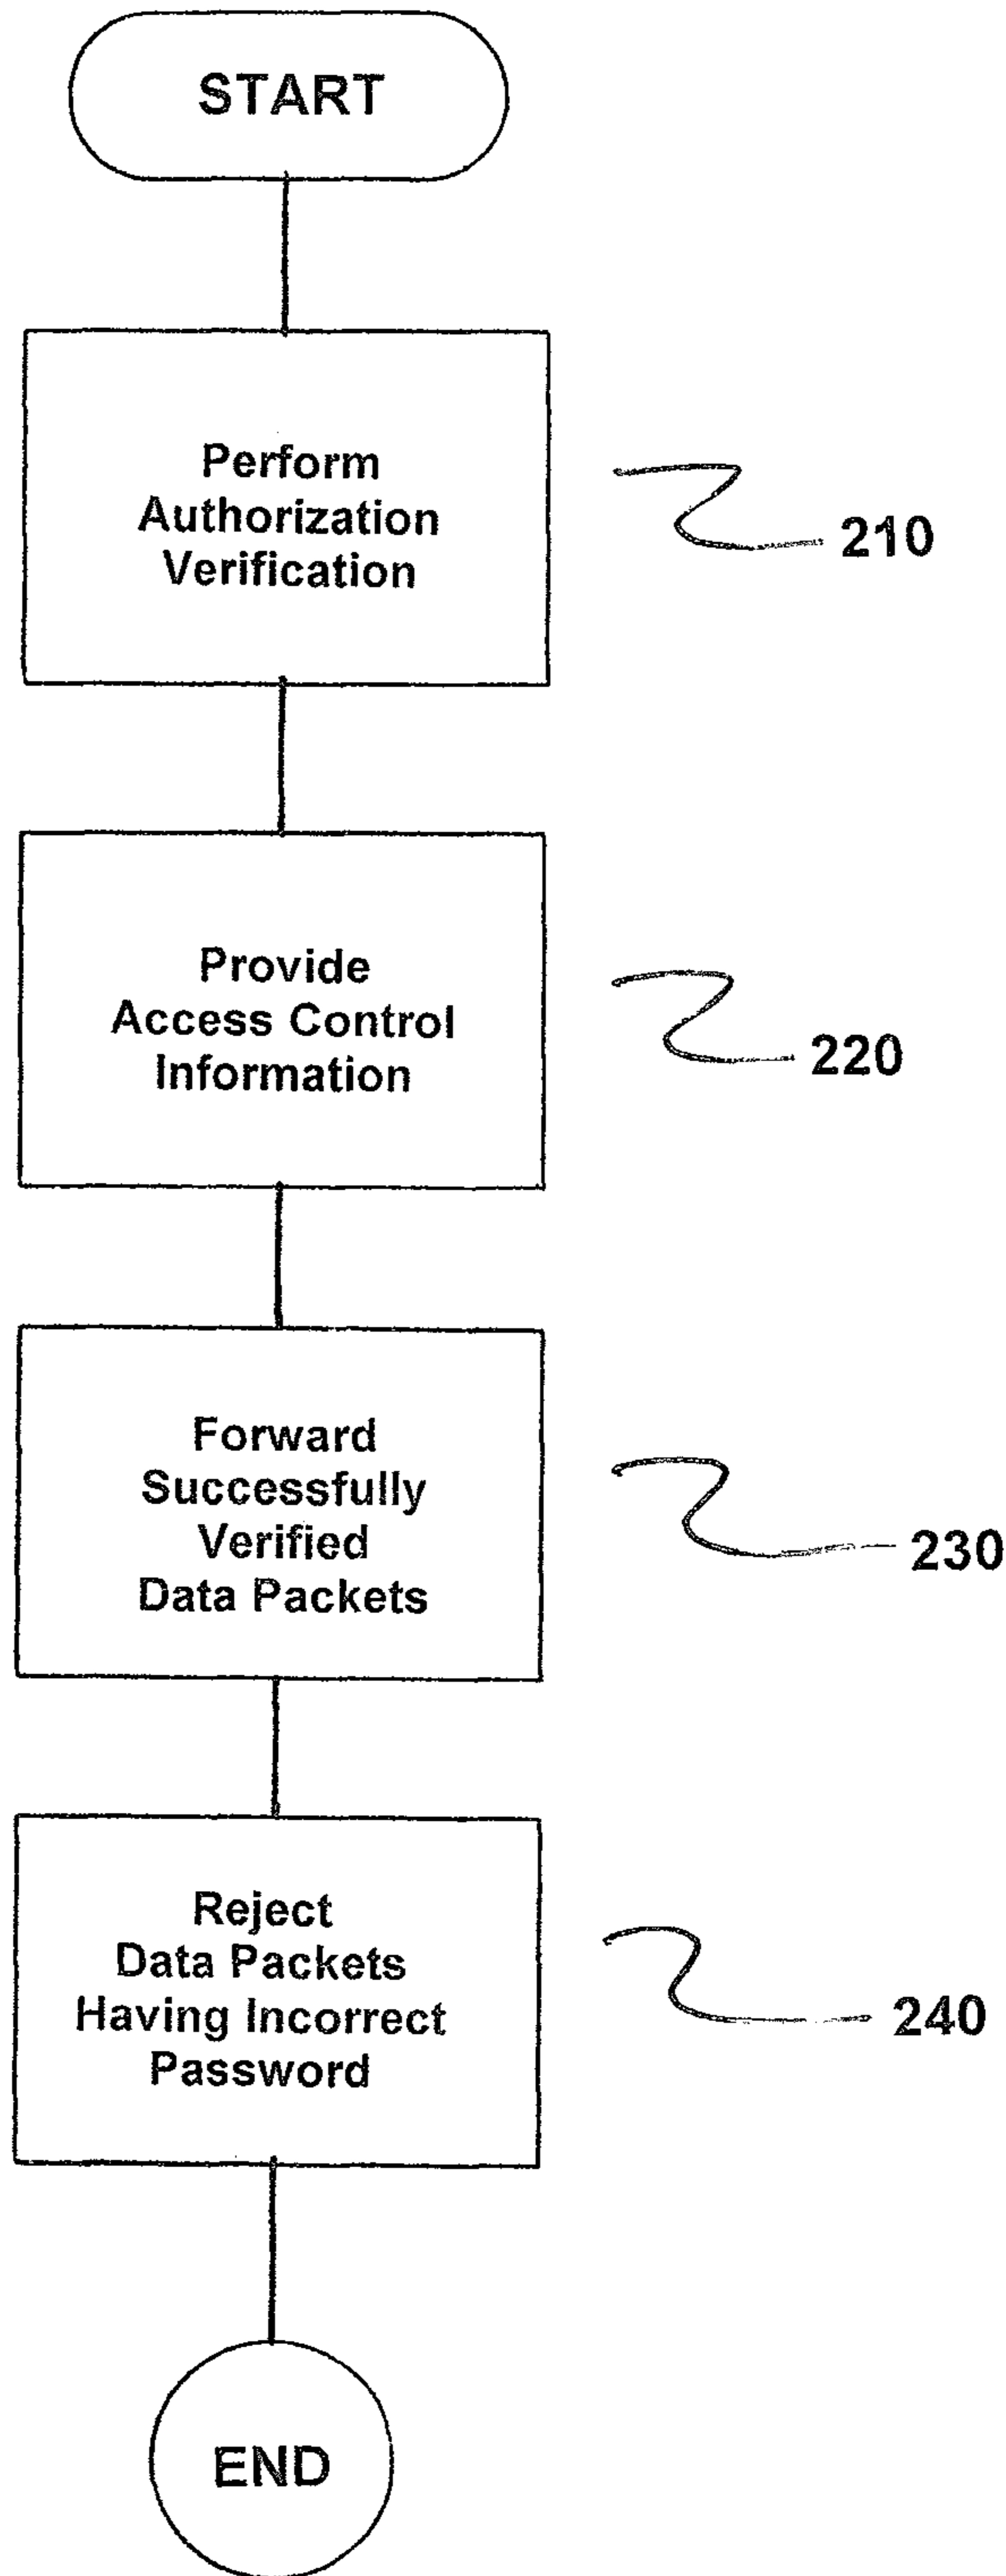 START
Perform
Authorization
Verification
210
Provide
Access Control
Information
220
Forward
Successfully
Verified
Data Packets
230
Reject
Data Packets
Having Incorrect
Password
240
END